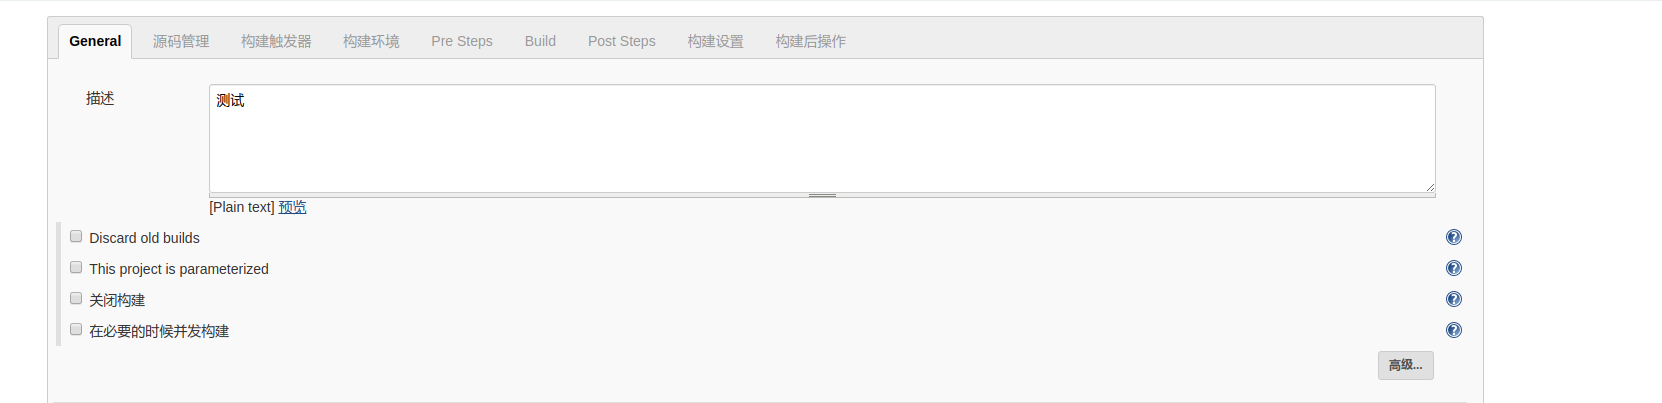 General 源码管理 构建触发器 构建环境 Pre Steps Build Post Steps 构建设置 构建后操作
描述 测试
[Plain text] 预览
Discard old builds
This project is parameterized
关闭构建
在必要的时候并发构建
高级...